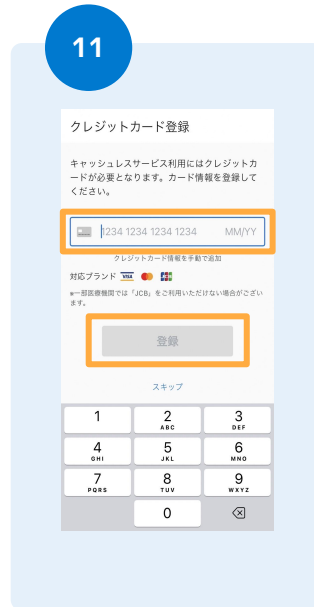 11
クレジットカード登録
キャッシュレスサービス利用にはクレジットカ
ードが必要となります。カード情報を登録して
ください。
1234 1234 1234 1234 MM/YY
クレジットカード情報を手動で追加
対応ブランド VISA JCB
※一部医療機関では「JCB」をご利用いただけない場合がござい
ます。
登録
スキップ
1 2 3
ABC DEF
4 5 6
GHI JKL MNO
7 8 9
PQRS TUV WXYZ
0